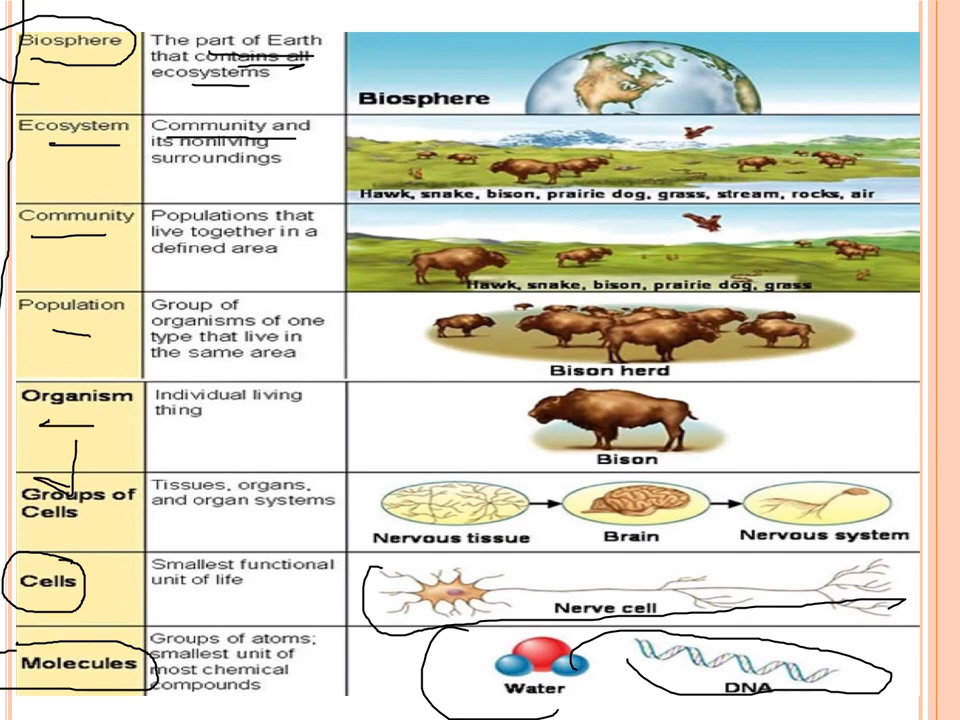 Biosphere
The part of Earth
that contains all
ecosystems
Biosphere
Ecosystem
Community and
its nonliving
surroundings
Hawk, snake, bison, prairie dog, grass, stream, rocks, air
Community
Populations that
live together in a
defined area
Hawk, snake, bison, prairie dog, grass
Population
Group of
organisms of one
type that live in
the same area
Bison herd
Organism
Individual living
thing
Bison
Groups of
Cells
Tissues, organs,
and organ systems
Nervous tissue
Brain
Nervous system
Cells
Smallest functional
unit of life
Nerve cell
Molecules
Groups of atoms;
smallest unit of
most chemical
compounds
Water
DNA